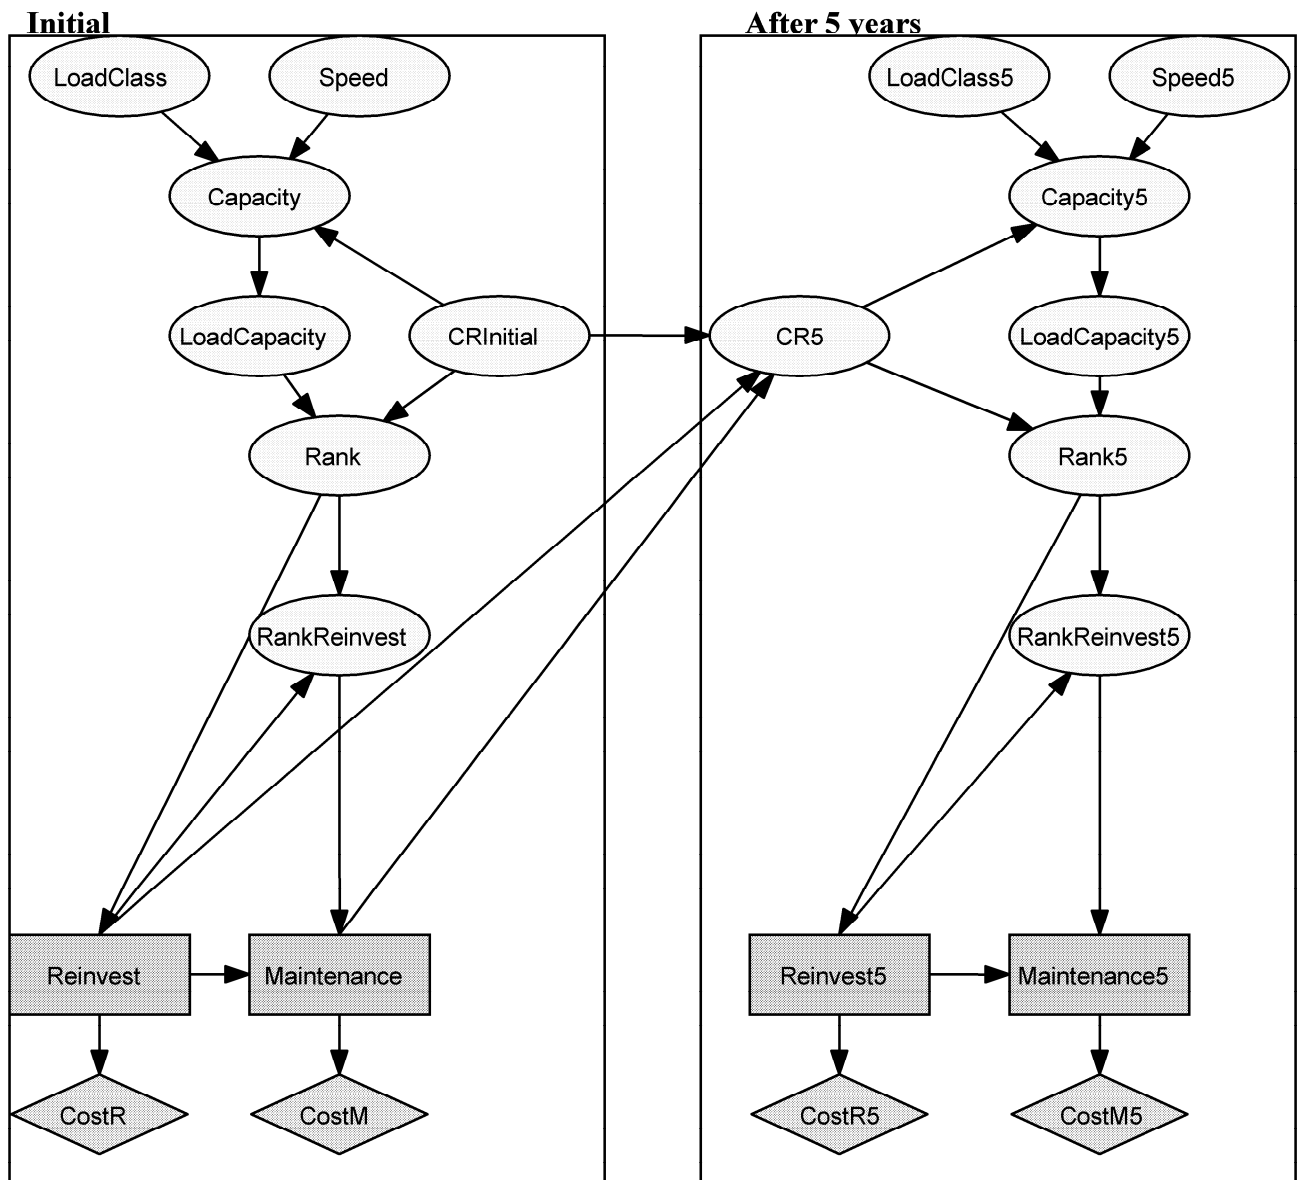 Initial
After 5 years
LoadClass
Speed
LoadClass5
Speed5
Capacity
Capacity5
LoadCapacity
CRInitial
CR5
LoadCapacity5
Rank
Rank5
RankReinvest
RankReinvest5
Reinvest
Maintenance
Reinvest5
Maintenance5
CostR
CostM
CostR5
CostM5